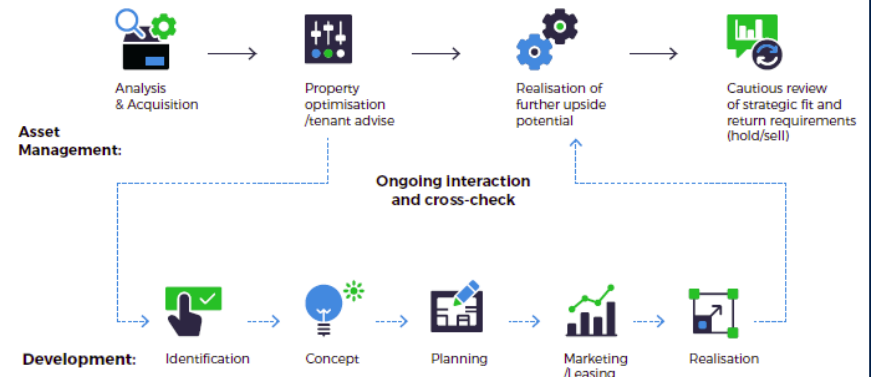 Analysis
& Acquisition
Property
optimisation
/tenant advise
Realisation of
further upside
potential
Cautious review
of strategic fit and
return requirements
(hold/sell)
Asset
Management:
Ongoing interaction
and cross-check
Development:
Identification
Concept
Planning
Marketing
/Leasing
Realisation